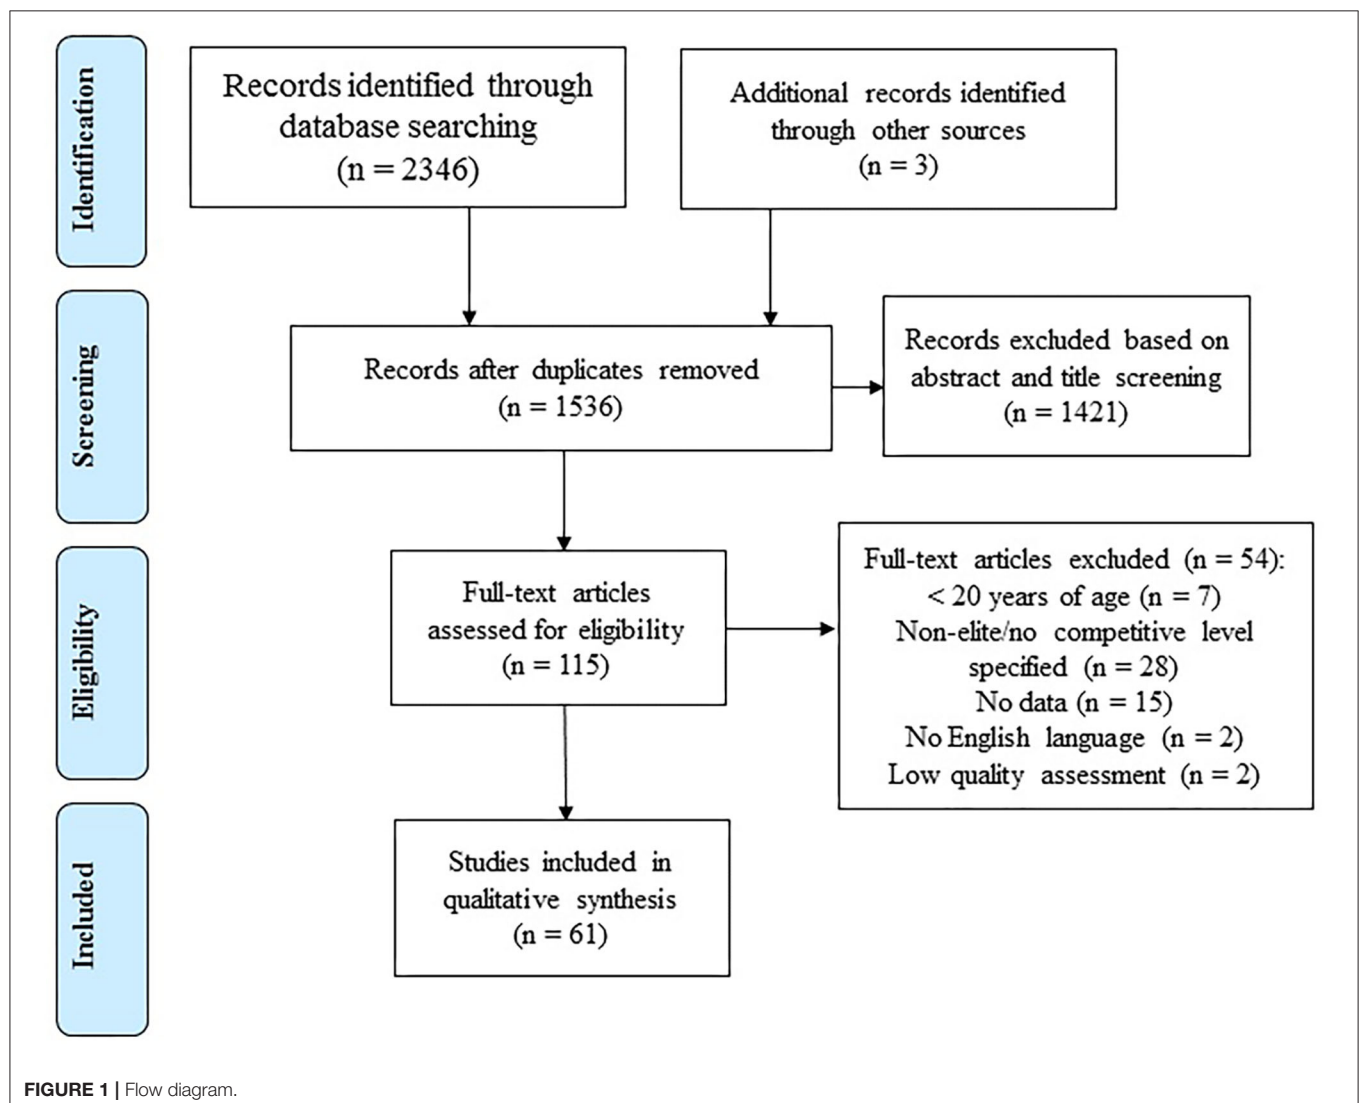 Identification
Records identified through
database searching
(n = 2346)
Additional records identified
through other sources
(n = 3)
Screening
Records after duplicates removed
(n = 1536)
Records excluded based on
abstract and title screening
(n = 1421)
Eligibility
Full-text articles
assessed for eligibility
(n = 115)
Full-text articles excluded (n = 54):
< 20 years of age (n = 7)
Non-elite/no competitive level
specified (n = 28)
No data (n = 15)
No English language (n = 2)
Low quality assessment (n = 2)
Included
Studies included in
qualitative synthesis
(n = 61)
FIGURE 1 | Flow diagram.